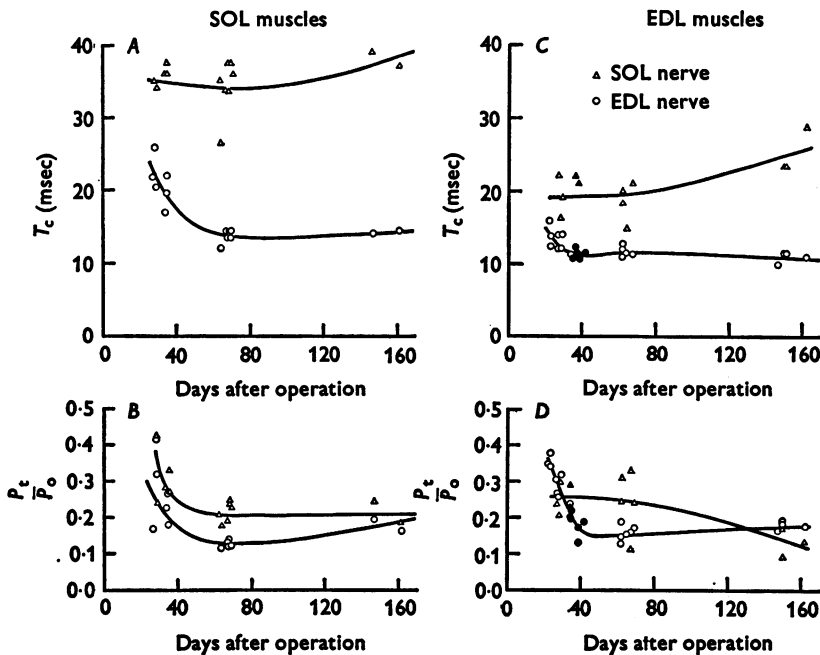 SOL muscles
EDL muscles
A
40
30
20
10
0
T_c (msec)
0 40 80 120 160
Days after operation
C
△ SOL nerve
○ EDL nerve
40
30
20
10
0
T_c (msec)
0 40 80 120 160
Days after operation
B
0·5
0·4
0·3
0·2
0·1
0·0
P_t
P_o
0 40 80 120 160
Days after operation
D
0·5
0·4
0·3
0·2
0·1
0·0
P_t
P_o
0 40 80 120 160
Days after operation